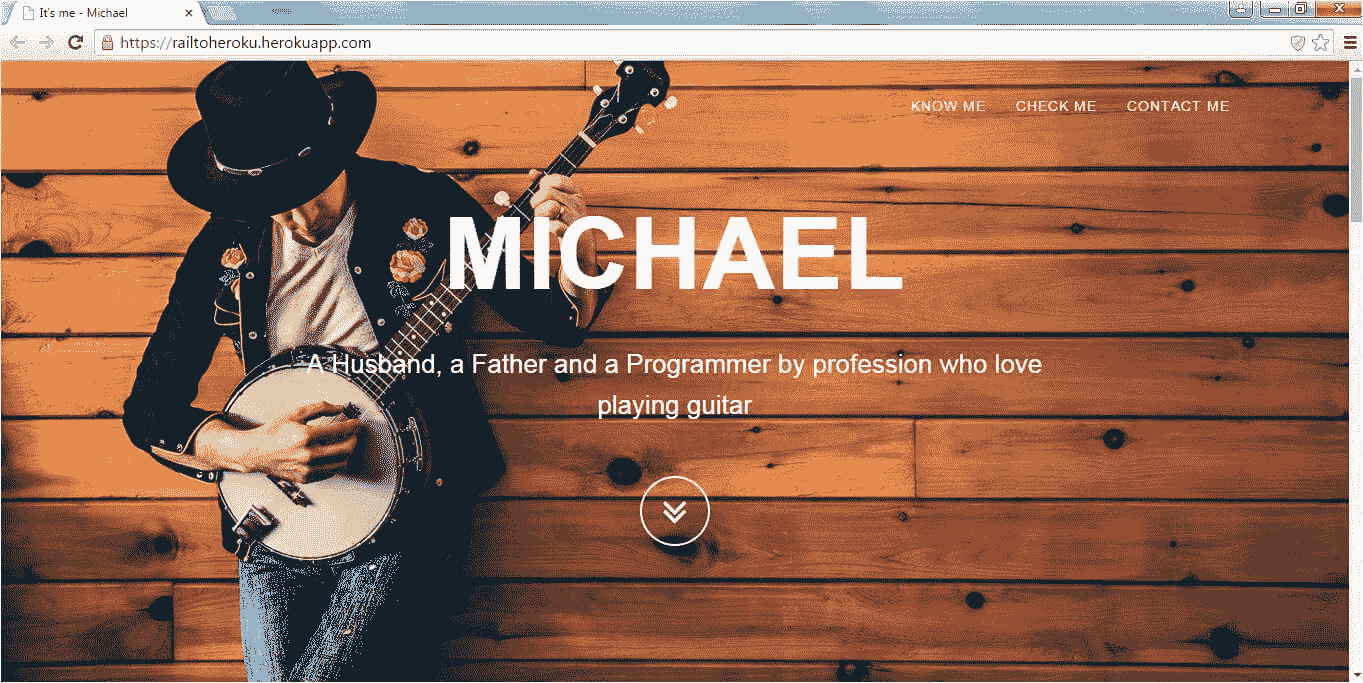 It's me - Michael
https://railtoheroku.herokuapp.com
KNOW ME CHECK ME CONTACT ME
MICHAEL
A Husband, a Father and a Programmer by profession who love
playing guitar